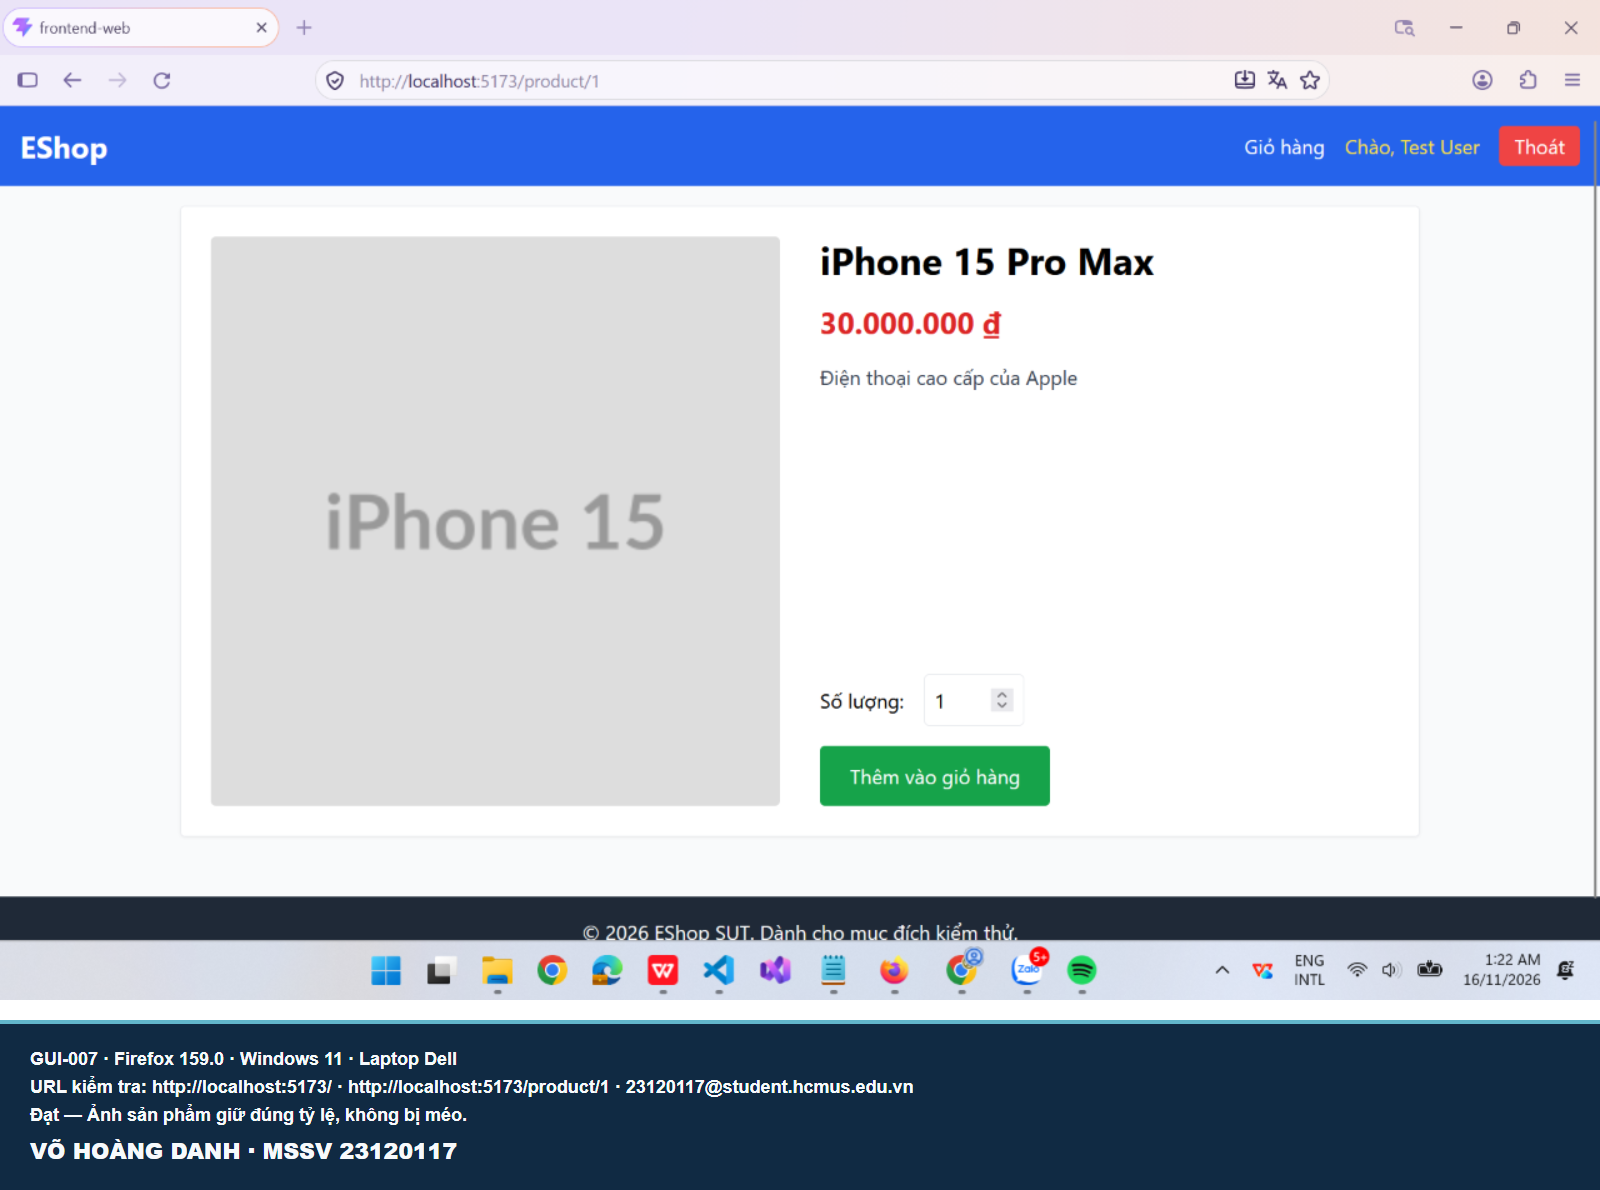 frontend-web
http://localhost:5173/product/1
EShop
Giỏ hàng
Chào, Test User
Thoát
iPhone 15
iPhone 15 Pro Max
30.000.000 ₫
Điện thoại cao cấp của Apple
Số lượng:
1
Thêm vào giỏ hàng
© 2026 EShop SUT. Dành cho mục đích kiểm thử.
Zalo
5+
ENG
INTL
1:22 AM
16/11/2026
GUI-007 · Firefox 159.0 · Windows 11 · Laptop Dell
URL kiểm tra: http://localhost:5173/ · http://localhost:5173/product/1 · 23120117@student.hcmus.edu.vn
Đạt — Ảnh sản phẩm giữ đúng tỷ lệ, không bị méo.
VÕ HOÀNG DANH · MSSV 23120117